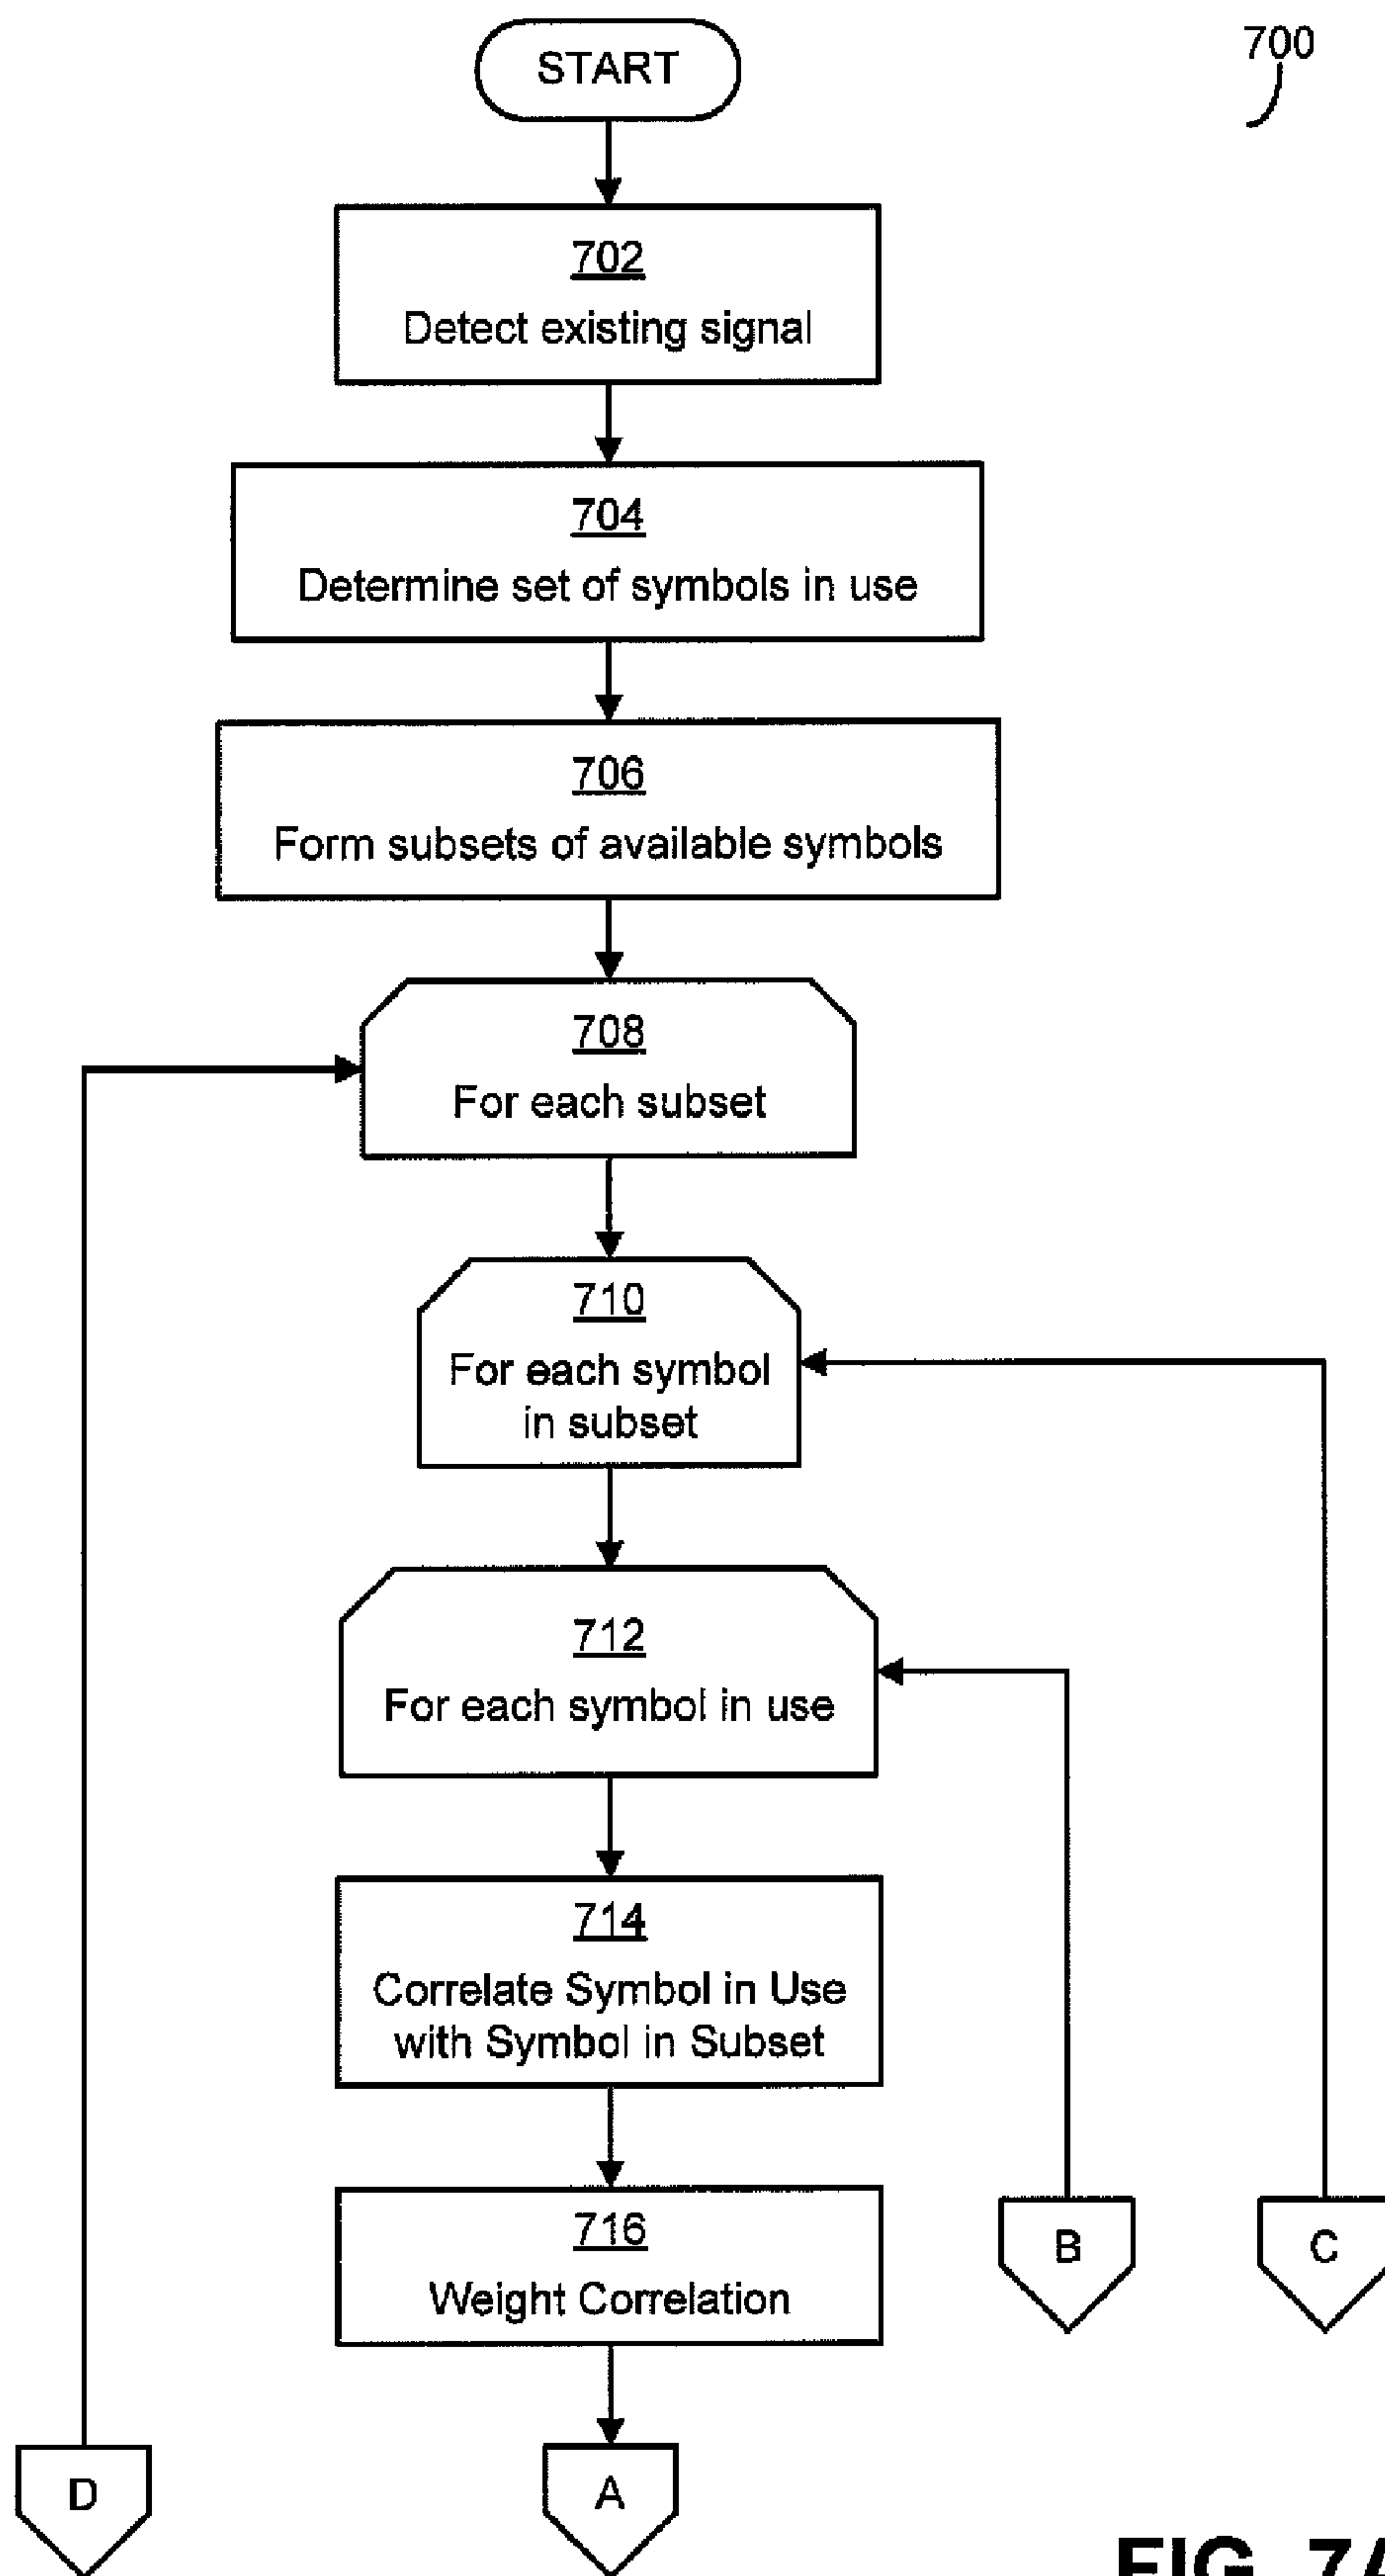 START
700
702
Detect existing signal
704
Determine set of symbols in use
706
Form subsets of available symbols
708
For each subset
710
For each symbol
in subset
712
For each symbol in use
714
Correlate Symbol in Use
with Symbol in Subset
716
Weight Correlation
B
C
D
A
FIG. 7A